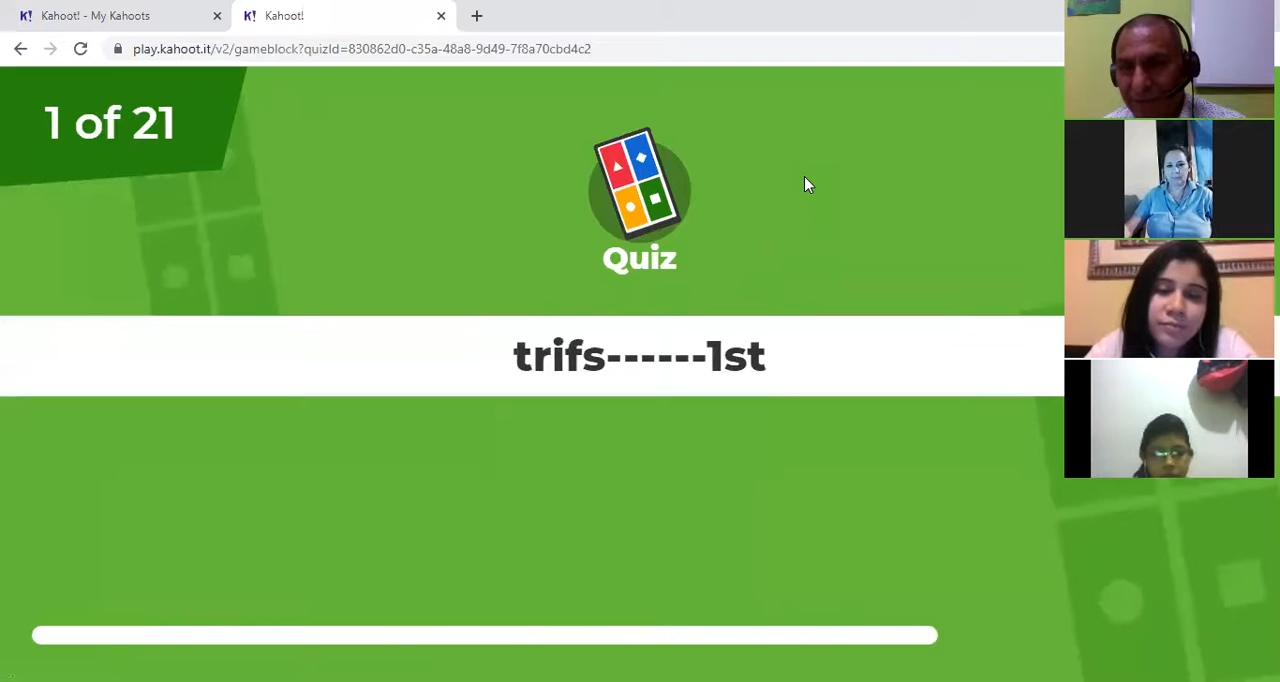 K! Kahoot! - My Kahoots
K! Kahoot!
play.kahoot.it/v2/gameblock?quizId=830862d0-c35a-48a8-9d49-7f8a70cbd4c2
1 of 21
Quiz
trifs------1st